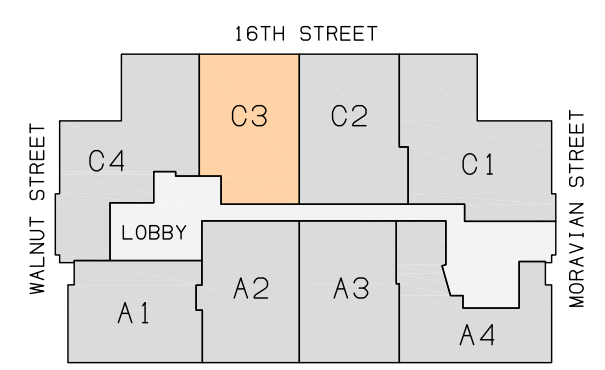 16TH STREET
C3
C2
C4
C1
WALNUT STREET
MORAVIAN STREET
LOBBY
A1
A2
A3
A4